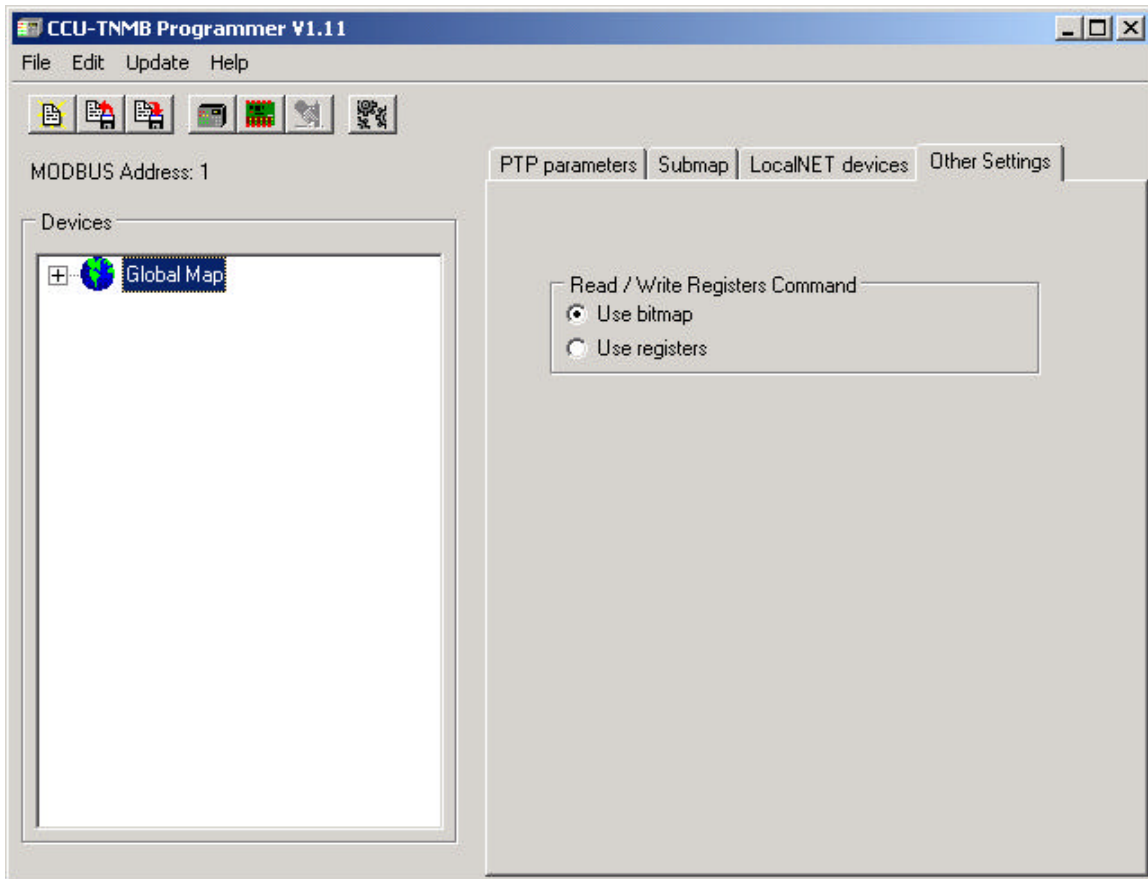 CCU-TNMB Programmer V1.11
File Edit Update Help
MODBUS Address: 1
PTP parameters Submap LocalNET devices Other Settings
Devices
Global Map
Read / Write Registers Command
Use bitmap
Use registers